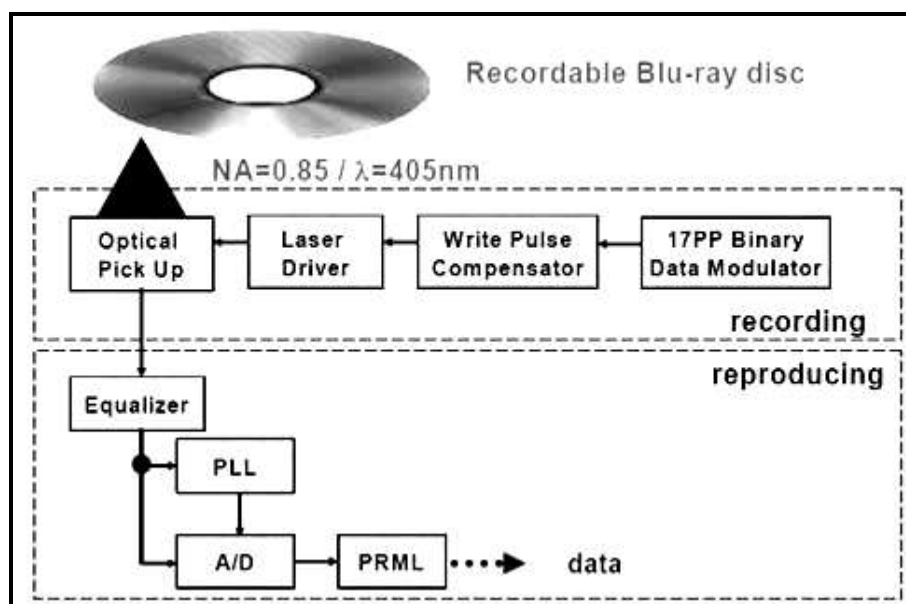 Recordable Blu-ray disc
NA=0.85 / λ=405nm
Optical
Pick Up
Laser
Driver
Write Pulse
Compensator
17PP Binary
Data Modulator
recording
reproducing
Equalizer
PLL
A/D
PRML
data